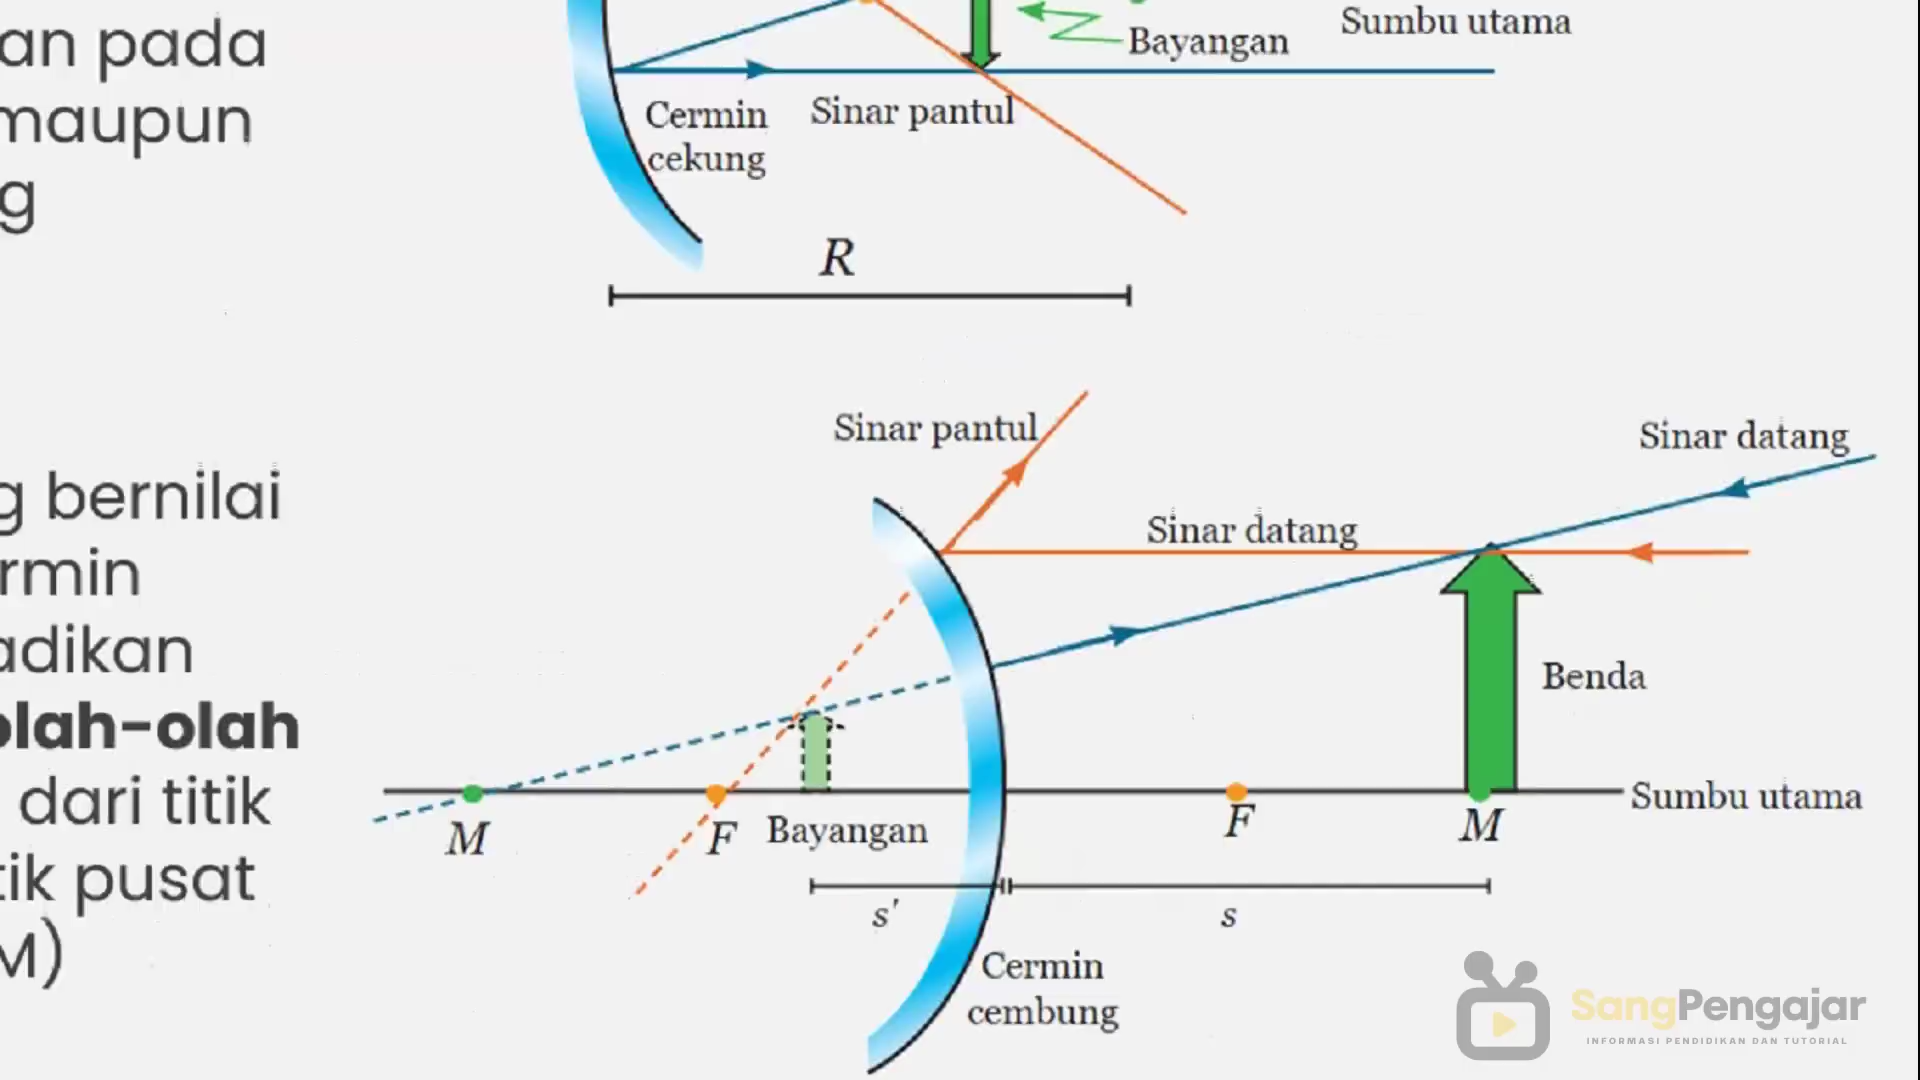 an pada
maupun
g
g bernilai
rmin
adikan
olah-olah
dari titik
tik pusat
M)
Sumbu utama
Bayangan
Cermin
cekung
Sinar pantul
R
Sinar pantul
Sinar datang
Sinar datang
Benda
Sumbu utama
M
F
Bayangan
F
M
s'
s
Cermin
cembung
SangPengajar
INFORMASI PENDIDIKAN DAN TUTORIAL